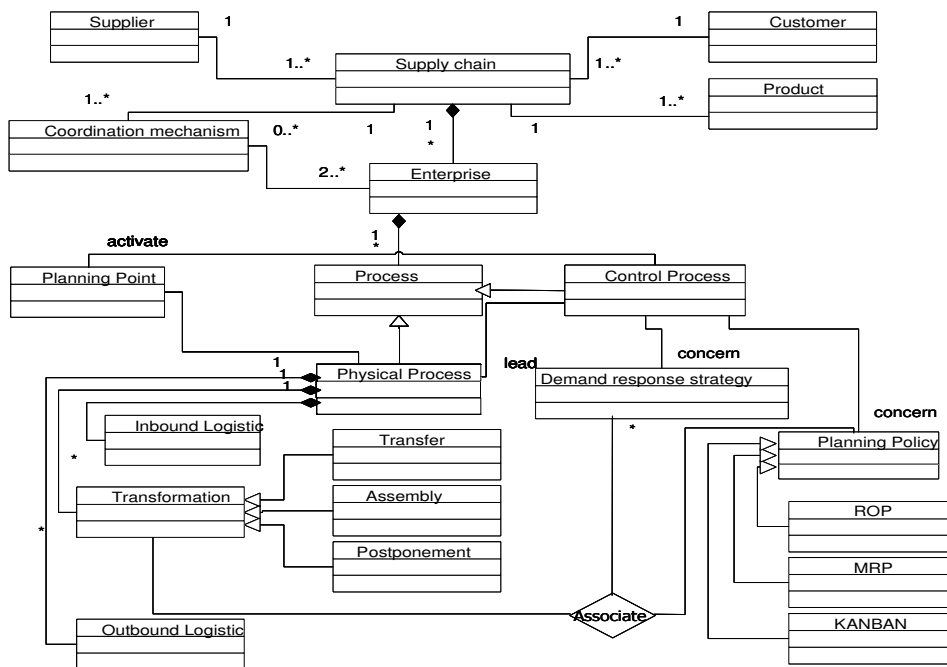 Supplier
1
1
Customer
1..*
Supply chain
1..*
Product
1..*
1..*
Coordination mechanism
0..*
1
1
*
1
2..*
Enterprise
1
*
activate
Planning Point
Process
Control Process
1
1
1
Physical Process
lead
concern
Demand response strategy
concern
Inbound Logistic
*
Transfer
*
Planning Policy
Transformation
Assembly
ROP
*
Postponement
MRP
Associate
KANBAN
Outbound Logistic